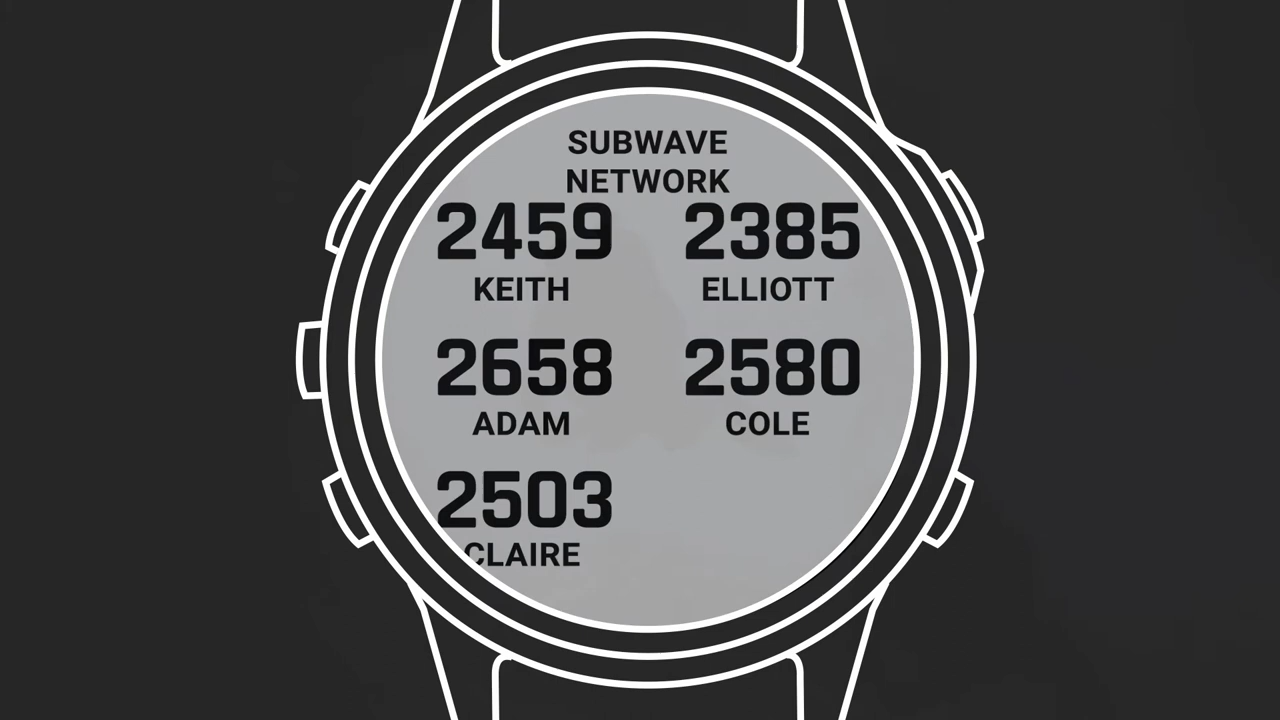 SUBWAVE
NETWORK
2459 2385
KEITH ELLIOTT
2658 2580
ADAM COLE
2503
CLAIRE